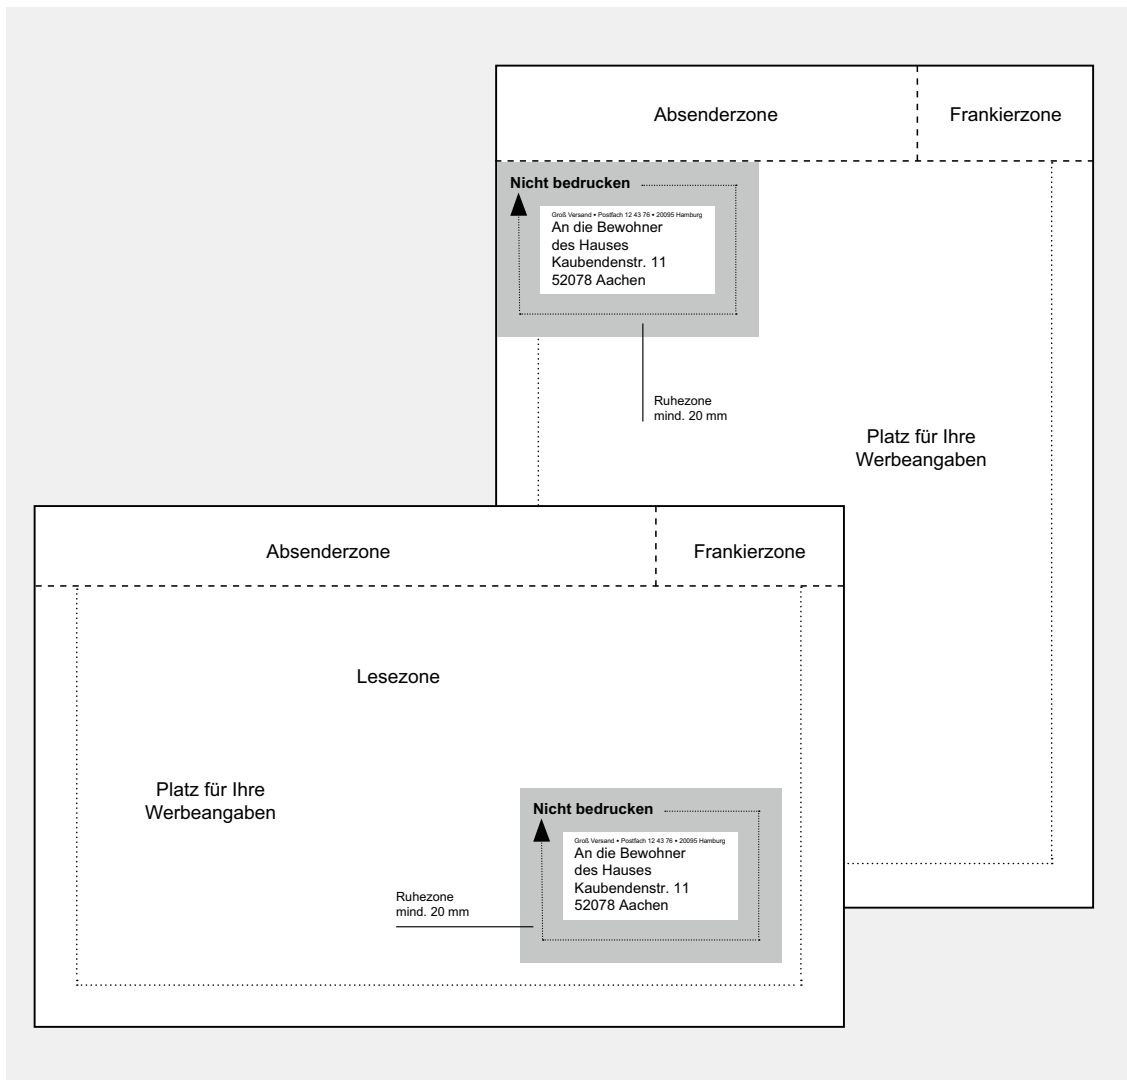 Absenderzone
Frankierzone
Nicht bedrucken
Groß Versand • Postfach 12 43 76 • 20095 Hamburg
An die Bewohner
des Hauses
Kaubendenstr. 11
52078 Aachen
Ruhezone
mind. 20 mm
Platz für Ihre
Werbeangaben
Absenderzone
Frankierzone
Lesezone
Platz für Ihre
Werbeangaben
Nicht bedrucken
Groß Versand • Postfach 12 43 76 • 20095 Hamburg
An die Bewohner
des Hauses
Kaubendenstr. 11
52078 Aachen
Ruhezone
mind. 20 mm